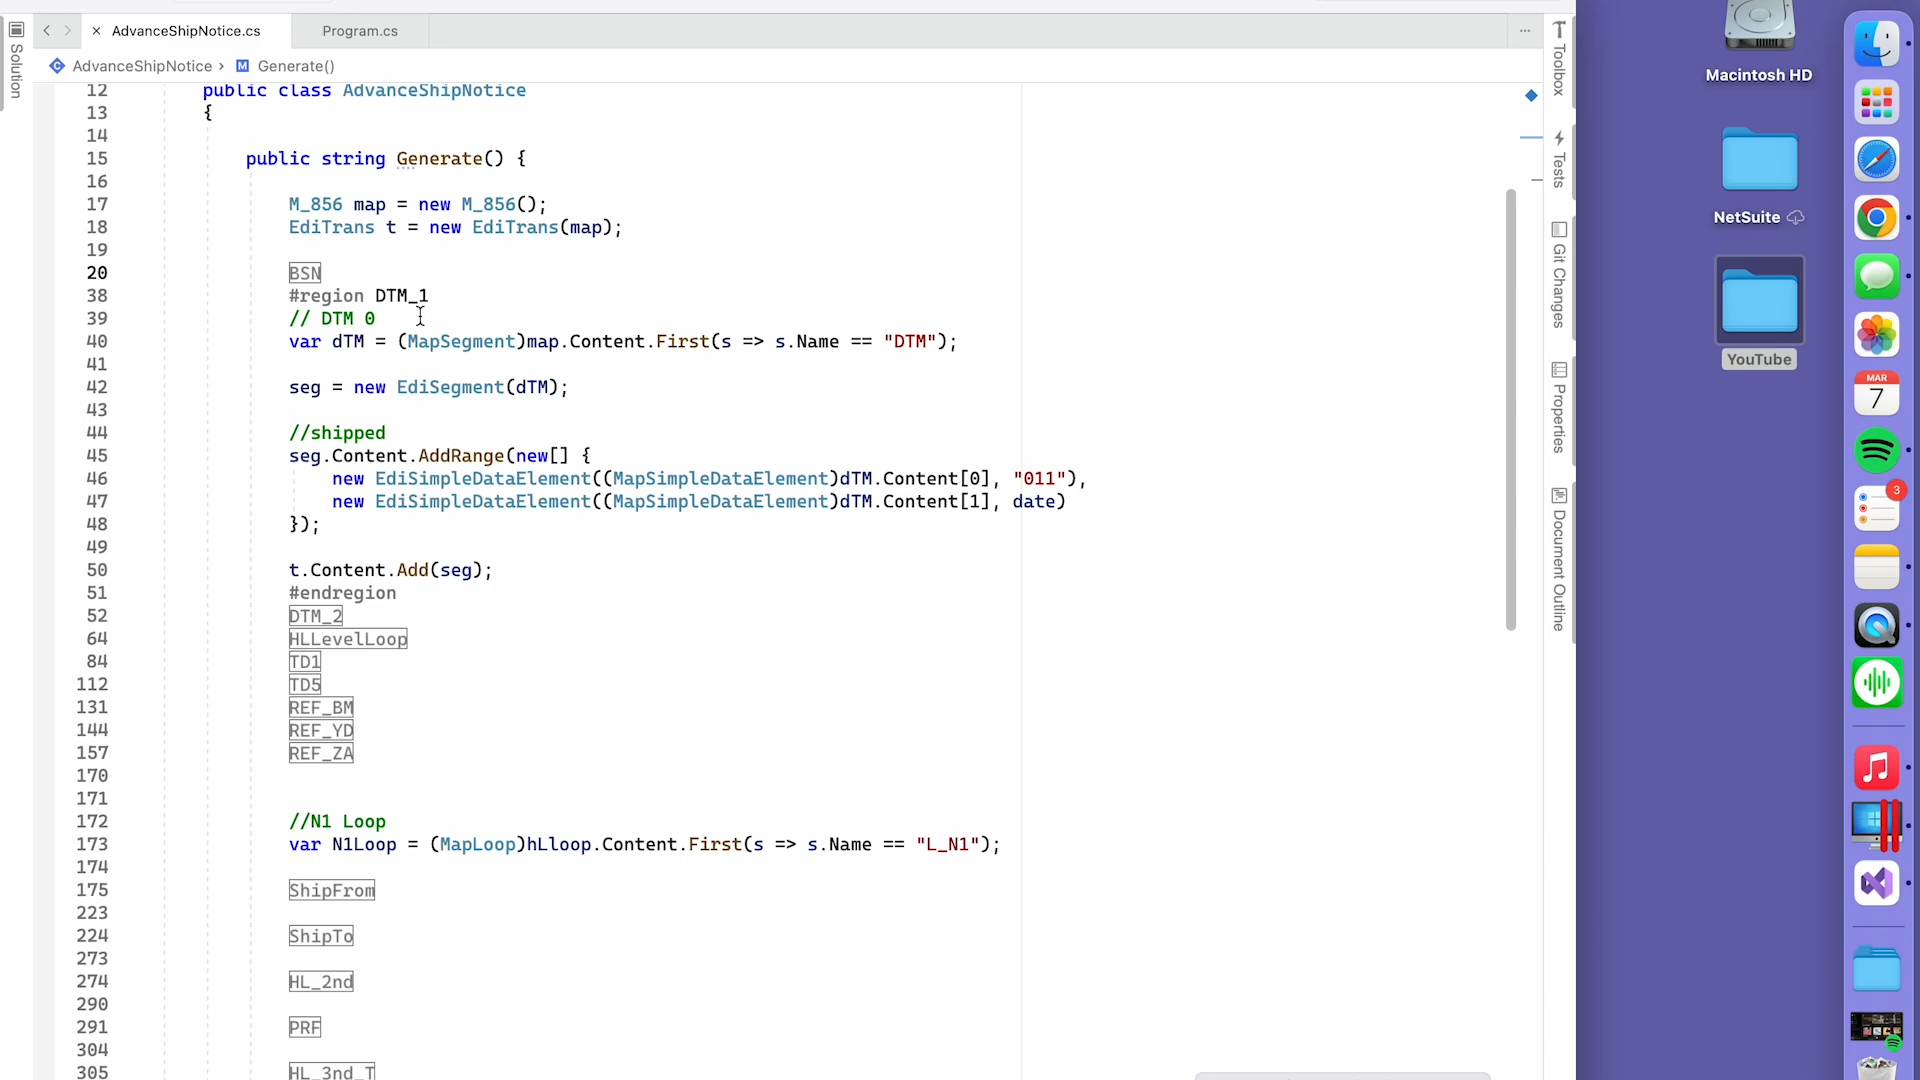 AdvanceShipNotice.cs
Program.cs
...
AdvanceShipNotice › M Generate()
Solution
12 public class AdvanceShipNotice
13 {
14
15 public string Generate() {
16
17 M_856 map = new M_856();
18 EdiTrans t = new EdiTrans(map);
19
20 BSN
38 #region DTM_1
39 // DTM 0
40 var dTM = (MapSegment)map.Content.First(s => s.Name == "DTM");
41
42 seg = new EdiSegment(dTM);
43
44 //shipped
45 seg.Content.AddRange(new[] {
46 new EdiSimpleDataElement((MapSimpleDataElement)dTM.Content[0], "011"),
47 new EdiSimpleDataElement((MapSimpleDataElement)dTM.Content[1], date)
48 });
49
50 t.Content.Add(seg);
51 #endregion
52 DTM_2
64 HLLevelLoop
84 TD1
112 TD5
131 REF_BM
144 REF_YD
157 REF_ZA
170
171
172 //N1 Loop
173 var N1Loop = (MapLoop)hLloop.Content.First(s => s.Name == "L_N1");
174
175 ShipFrom
223
224 ShipTo
273
274 HL_2nd
290
291 PRF
304
305 HL_3nd_T
Toolbox
Tests
Git Changes
Properties
Document Outline
Macintosh HD
NetSuite
YouTube
MAR
7
3